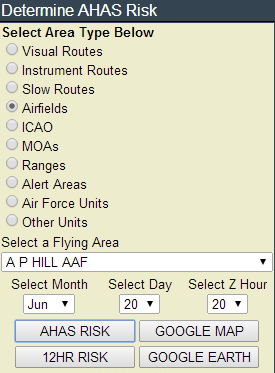 Determine AHAS Risk
Select Area Type Below
Visual Routes
Instrument Routes
Slow Routes
Airfields
ICAO
MOAs
Ranges
Alert Areas
Air Force Units
Other Units
Select a Flying Area
A P HILL AAF
Select Month Select Day Select Z Hour
Jun 20 20
AHAS RISK GOOGLE MAP
12HR RISK GOOGLE EARTH